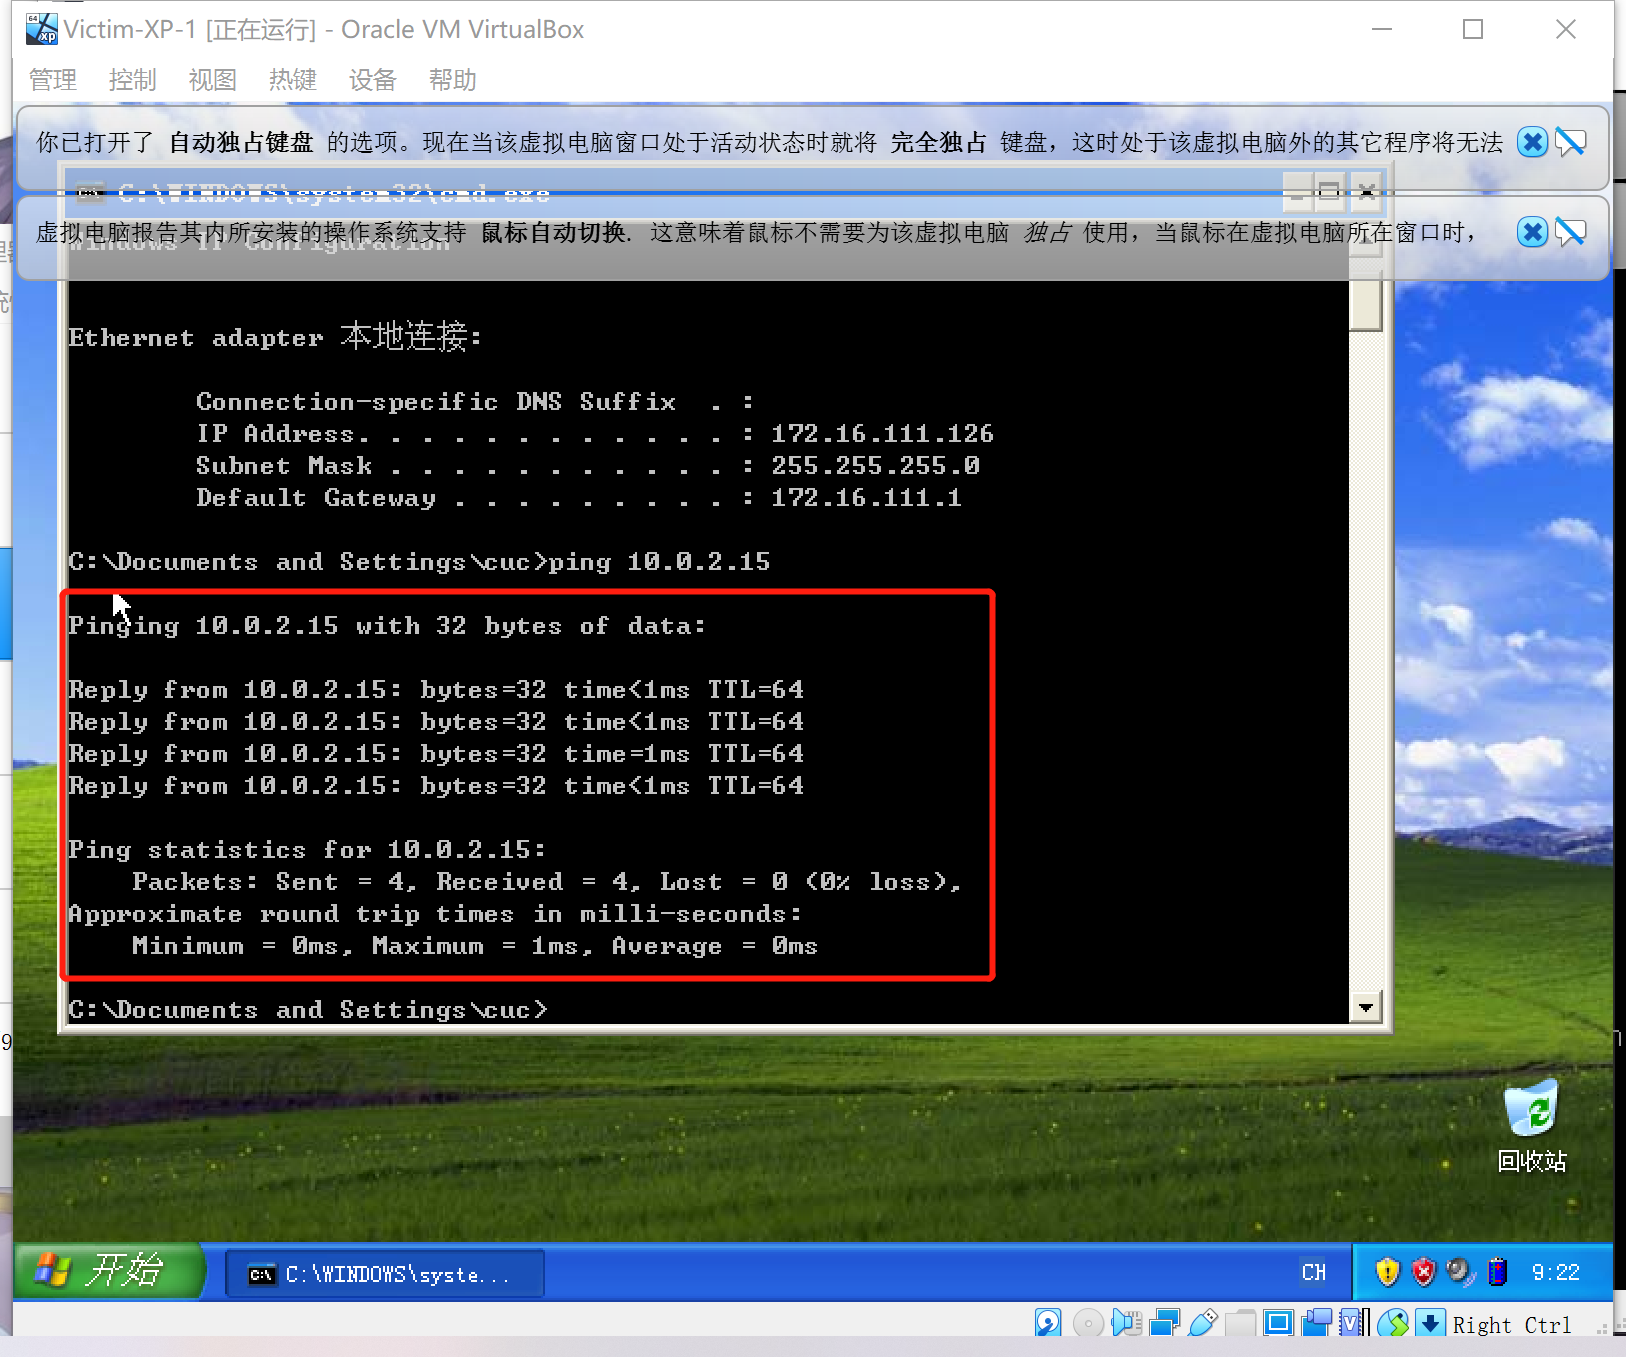 Victim-XP-1 [正在运行] - Oracle VM VirtualBox
管理 控制 视图 热键 设备 帮助
你已打开了 自动独占键盘 的选项。现在当该虚拟电脑窗口处于活动状态时就将 完全独占 键盘，这时处于该虚拟电脑外的其它程序将无法
C:\WINDOWS\system32\cmd.exe
虚拟电脑报告其内所安装的操作系统支持 鼠标自动切换. 这意味着鼠标不需要为该虚拟电脑 独占 使用，当鼠标在虚拟电脑所在窗口时，
Windows IP Configuration
Ethernet adapter 本地连接:
Connection-specific DNS Suffix . :
IP Address. . . . . . . . . . . . : 172.16.111.126
Subnet Mask . . . . . . . . . . . : 255.255.255.0
Default Gateway . . . . . . . . . : 172.16.111.1
C:\Documents and Settings\cuc>ping 10.0.2.15
Pinging 10.0.2.15 with 32 bytes of data:
Reply from 10.0.2.15: bytes=32 time<1ms TTL=64
Reply from 10.0.2.15: bytes=32 time<1ms TTL=64
Reply from 10.0.2.15: bytes=32 time=1ms TTL=64
Reply from 10.0.2.15: bytes=32 time<1ms TTL=64
Ping statistics for 10.0.2.15:
Packets: Sent = 4, Received = 4, Lost = 0 (0% loss),
Approximate round trip times in milli-seconds:
Minimum = 0ms, Maximum = 1ms, Average = 0ms
C:\Documents and Settings\cuc>
回收站
开始
C:\WINDOWS\syste...
CH
9:22
Right Ctrl